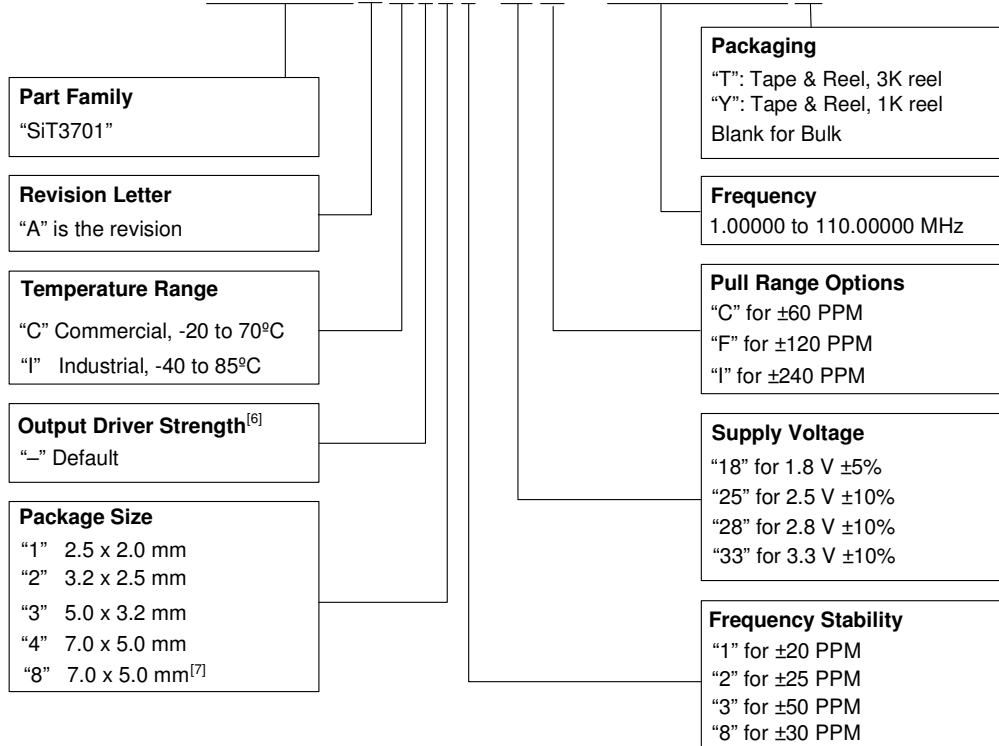 Part Family
“SiT3701”
Revision Letter
“A” is the revision
Temperature Range
“C” Commercial, -20 to 70ºC
“I” Industrial, -40 to 85ºC
Output Driver Strength[6]
“–” Default
Package Size
“1” 2.5 x 2.0 mm
“2” 3.2 x 2.5 mm
“3” 5.0 x 3.2 mm
“4” 7.0 x 5.0 mm
“8” 7.0 x 5.0 mm[7]
Packaging
“T”: Tape & Reel, 3K reel
“Y”: Tape & Reel, 1K reel
Blank for Bulk
Frequency
1.00000 to 110.00000 MHz
Pull Range Options
“C” for ±60 PPM
“F” for ±120 PPM
“I” for ±240 PPM
Supply Voltage
“18” for 1.8 V ±5%
“25” for 2.5 V ±10%
“28” for 2.8 V ±10%
“33” for 3.3 V ±10%
Frequency Stability
“1” for ±20 PPM
“2” for ±25 PPM
“3” for ±50 PPM
“8” for ±30 PPM